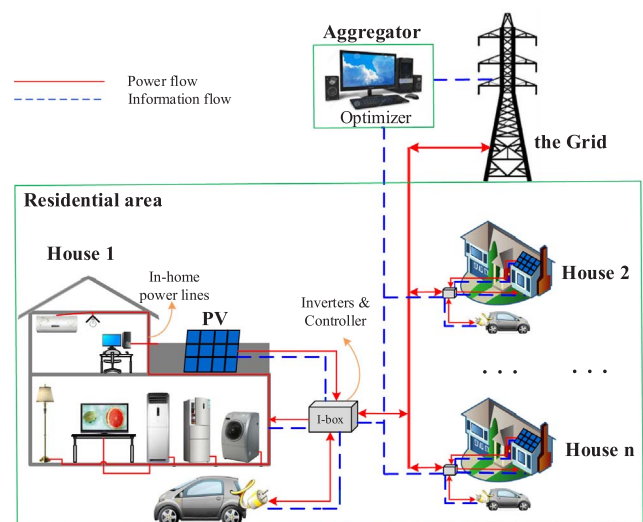 Aggregator
Power flow
Information flow
Optimizer
the Grid
Residential area
House 1
In-home
power lines
PV
Inverters &
Controller
House 2
. . .   . . .
I-box
House n